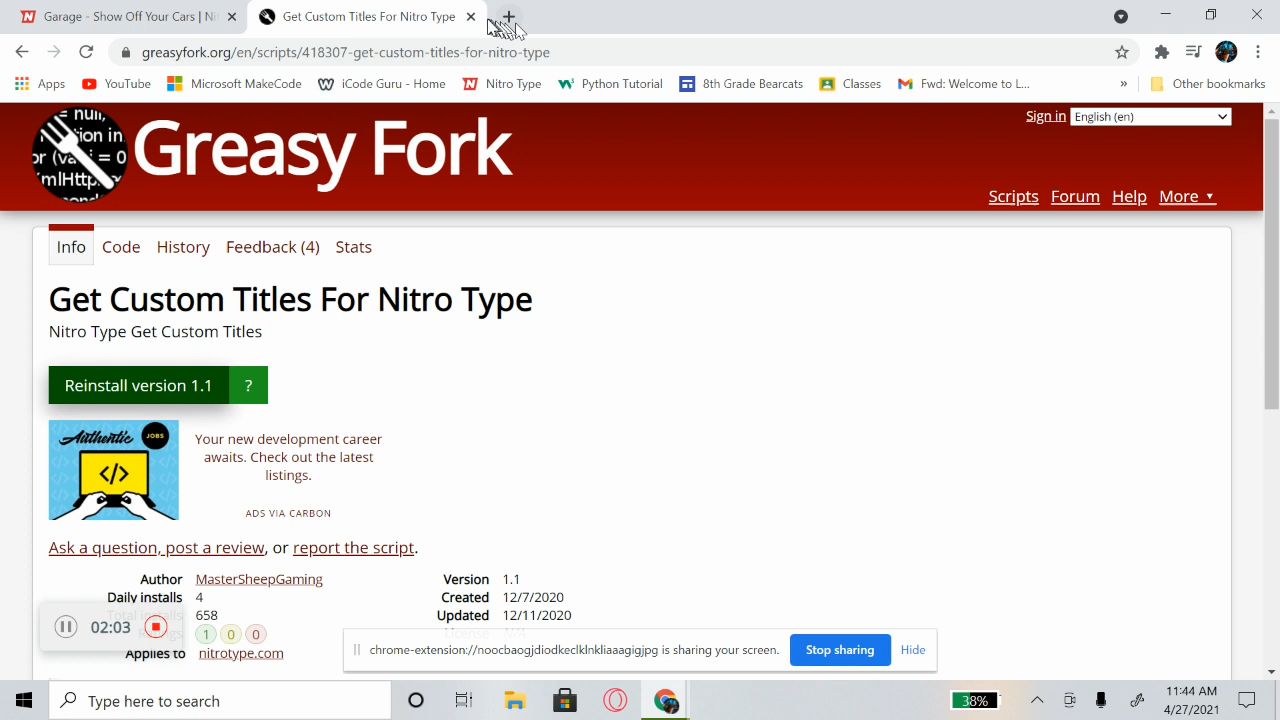 Garage - Show Off Your Cars | Ni
Get Custom Titles For Nitro Type
greasyfork.org/en/scripts/418307-get-custom-titles-for-nitro-type
Apps YouTube Microsoft MakeCode iCode Guru - Home Nitro Type Python Tutorial 8th Grade Bearcats Classes Fwd: Welcome to L... » Other bookmarks
Greasy Fork
Sign in English (en)
Scripts Forum Help More ▼
Info Code History Feedback (4) Stats
Get Custom Titles For Nitro Type
Nitro Type Get Custom Titles
Reinstall version 1.1 ?
Authentic JOBS
</>
Your new development career
awaits. Check out the latest
listings.
ADS VIA CARBON
Ask a question, post a review, or report the script.
Author MasterSheepGaming Version 1.1
Daily installs 4 Created 12/7/2020
Total installs 658 Updated 12/11/2020
Ratings 1 0 0 License N/A
Applies to nitrotype.com
02:03
chrome-extension://noocbaogjdiodkeclklnkliaaagigjpg is sharing your screen. Stop sharing Hide
Type here to search
38%
11:44 AM
4/27/2021